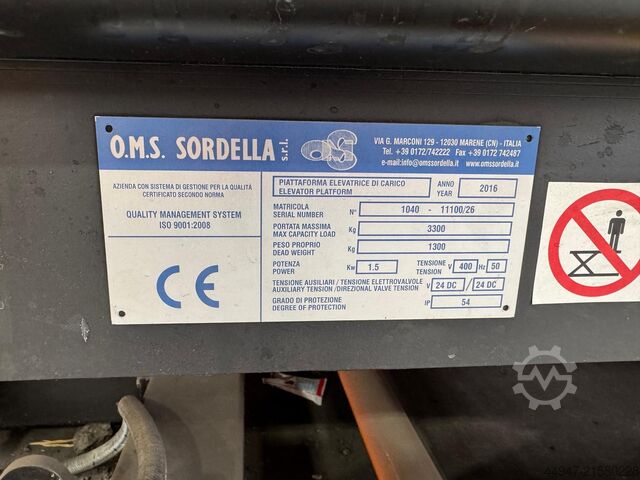 O.M.S. SORDELLA s.r.l.
VIA G. MARCONI 129 - 12030 MARENE (CN) - ITALIA
Tel. +39 0172/742222 Fax +39 0172 742487
e-mail:info@omssordella.it www.omssordella.it
AZIENDA CON SISTEMA DI GESTIONE PER LA QUALITÀ
CERTIFICATO SECONDO NORMA
QUALITY MANAGEMENT SYSTEM
ISO 9001:2008
CE
PIATTAFORMA ELEVATRICE DI CARICO
ELEVATOR PLATFORM
ANNO
YEAR
2016
MATRICOLA
SERIAL NUMBER
N° 1040 - 11100/26
PORTATA MASSIMA
MAX CAPACITY LOAD
Kg 3300
PESO PROPRIO
DEAD WEIGHT
Kg 1300
POTENZA
POWER
Kw 1.5
TENSIONE
TENSION
V 400 Hz 50
TENSIONE AUSILIARI / TENSIONE ELETTROVALVOLE
AUXILIARY TENSION / DIREZIONAL VALVE TENSION
V 24 DC / 24 DC
GRADO DI PROTEZIONE
DEGREE OF PROTECTION
IP 54
44947-21580226